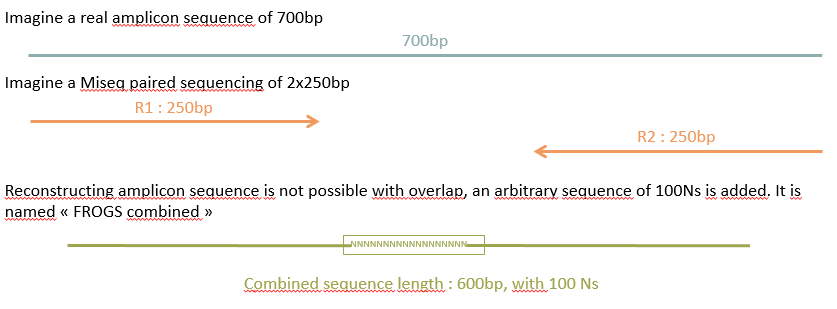 Imagine a real amplicon sequence of 700bp
700bp
Imagine a Miseq paired sequencing of 2x250bp
R1 : 250bp
R2 : 250bp
Reconstructing amplicon sequence is not possible with overlap, an arbitrary sequence of 100Ns is added. It is
named « FROGS combined »
NNNNNNNNNNNNNNNNNNN
Combined sequence length : 600bp, with 100 Ns